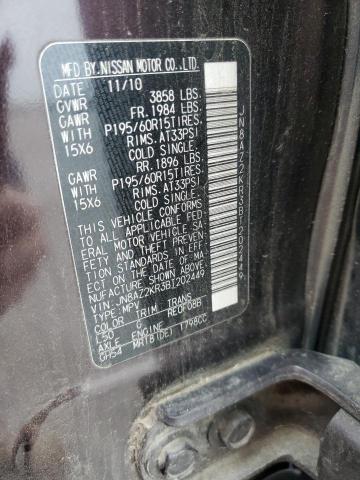 MFD BY.NISSAN MOTOR CO.,LTD.
DATE 11/10
GVWR 3858 LBS.
GAWR FR.1984 LBS.
WITH P195/60R15TIRES.
15X6 RIMS.AT33PSI
COLD SINGLE.
GAWR RR.1896 LBS.
WITH P195/60R15TIRES.
15X6 RIMS.AT33PSI
COLD SINGLE.
THIS VEHICLE CONFORMS
TO ALL APPLICABLE FED-
ERAL MOTOR VEHICLE SA-
FETY AND THEFT PREVEN-
TION STANDARDS IN EFF-
ECT ON THE DATE OF MA-
NUFACTURE SHOWN ABOVE.
VIN:JN8AZ2KR3BT202449
TYPE:MPV
COLOR TRIM TRANS
L50 C RE0F08B
AXLE ENGINE
GH54 MR18(DE) 1798CC
JN8AZ2KR3BT202449